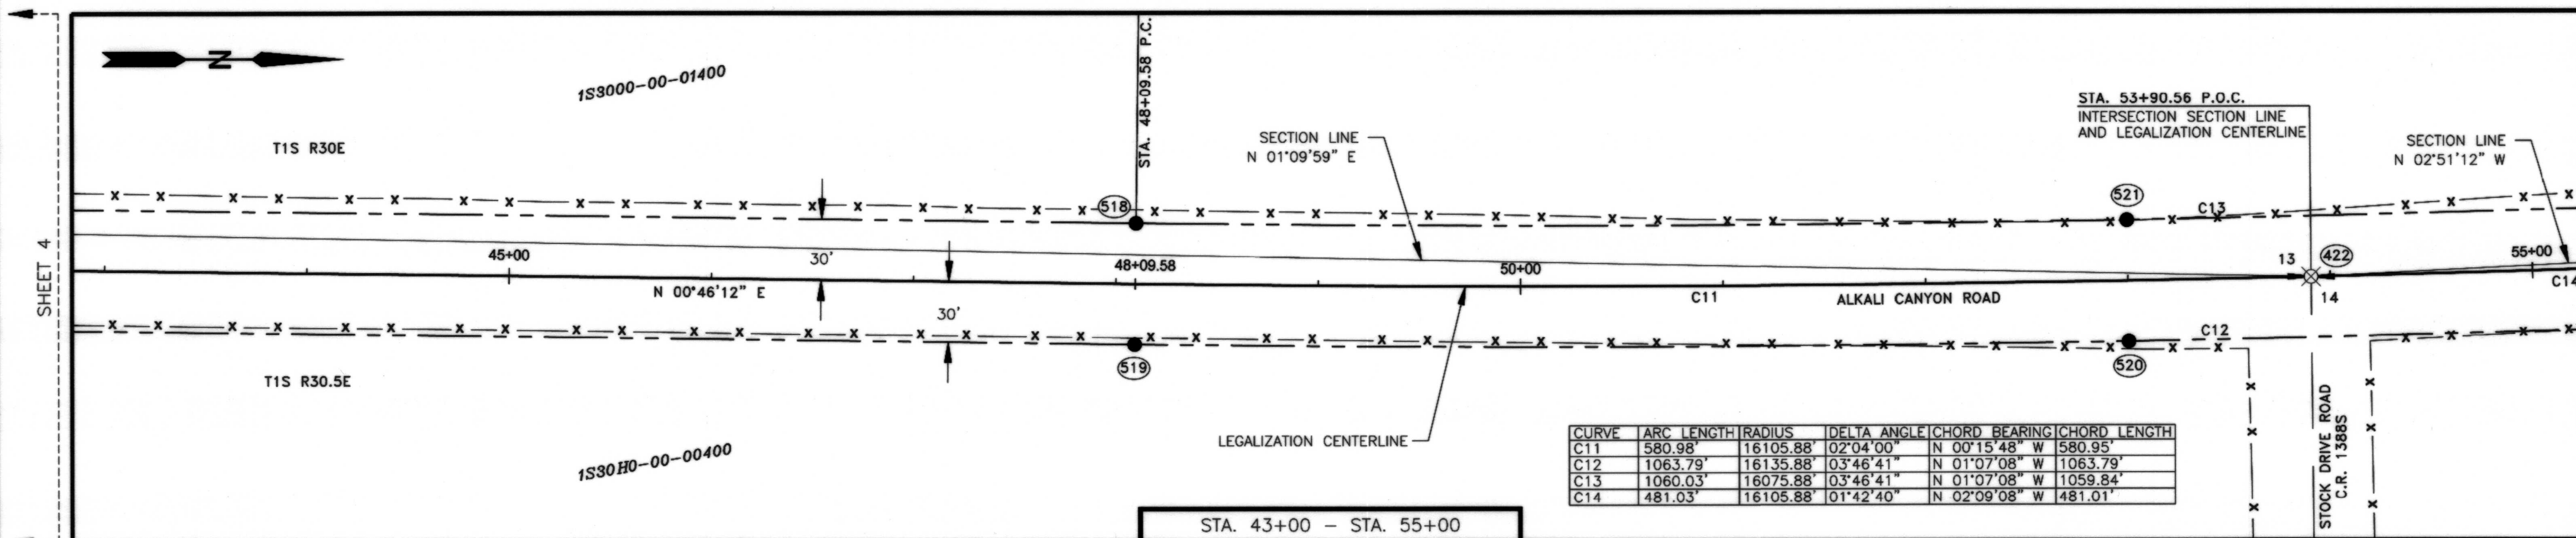 SHEET 4
N
1S3000-00-01400
T1S R30E
STA. 48+09.58 P.C.
518
SECTION LINE
N 01°09'59" E
STA. 53+90.56 P.O.C.
INTERSECTION SECTION LINE
AND LEGALIZATION CENTERLINE
SECTION LINE
N 02°51'12" W
521
C13
45+00
30'
48+09.58
50+00
13
422
55+00
N 00°46'12" E
30'
C11
ALKALI CANYON ROAD
14
C14
T1S R30.5E
519
C12
520
LEGALIZATION CENTERLINE
1S30H0-00-00400
CURVE ARC LENGTH RADIUS DELTA ANGLE CHORD BEARING CHORD LENGTH
C11 580.98' 16105.88' 02°04'00" N 00°15'48" W 580.95'
C12 1063.79' 16135.88' 03°46'41" N 01°07'08" W 1063.79'
C13 1060.03' 16075.88' 03°46'41" N 01°07'08" W 1059.84'
C14 481.03' 16105.88' 01°42'40" N 02°09'08" W 481.01'
STOCK DRIVE ROAD
C.R. 1388S
STA. 43+00 – STA. 55+00